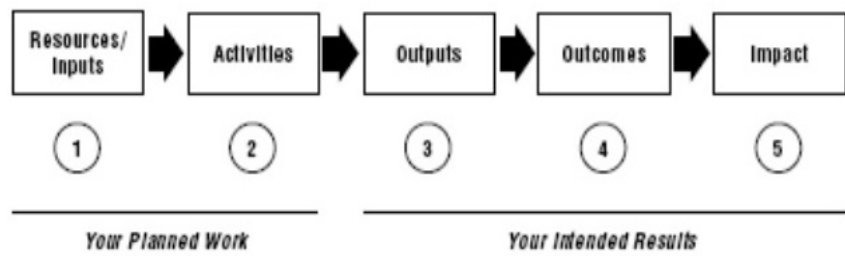 Resources/
Inputs
Activities
Outputs
Outcomes
Impact
1
2
3
4
5
Your Planned Work
Your Intended Results